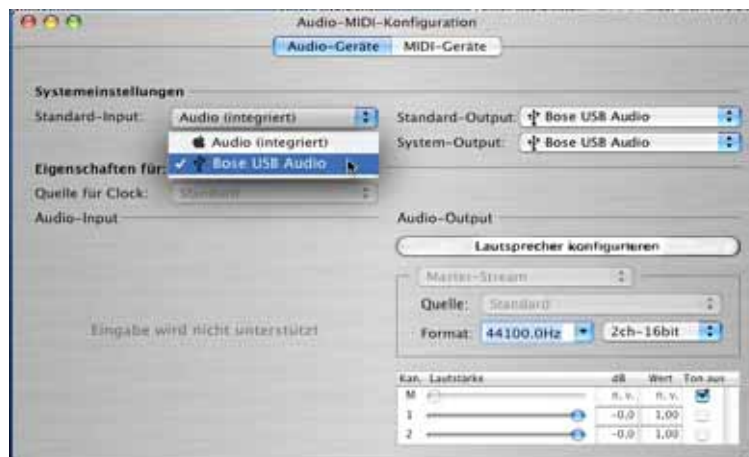 Audio-MIDI-Konfiguration
Audio-Geräte MIDI-Geräte
Systemeinstellungen
Standard-Input: Audio (integriert)
Standard-Output: Bose USB Audio
Audio (integriert)
System-Output: Bose USB Audio
✓ Bose USB Audio
Eigenschaften für:
Quelle für Clock: Standard
Audio-Input
Audio-Output
Lautsprecher konfigurieren
Master-Stream
Quelle: Standard
Eingabe wird nicht unterstützt
Format: 44100.0Hz 2ch-16bit
Kan. Lautstärke dB Wert Ton aus
M n. v. n. v.
1 -0,0 1,00
2 -0,0 1,00